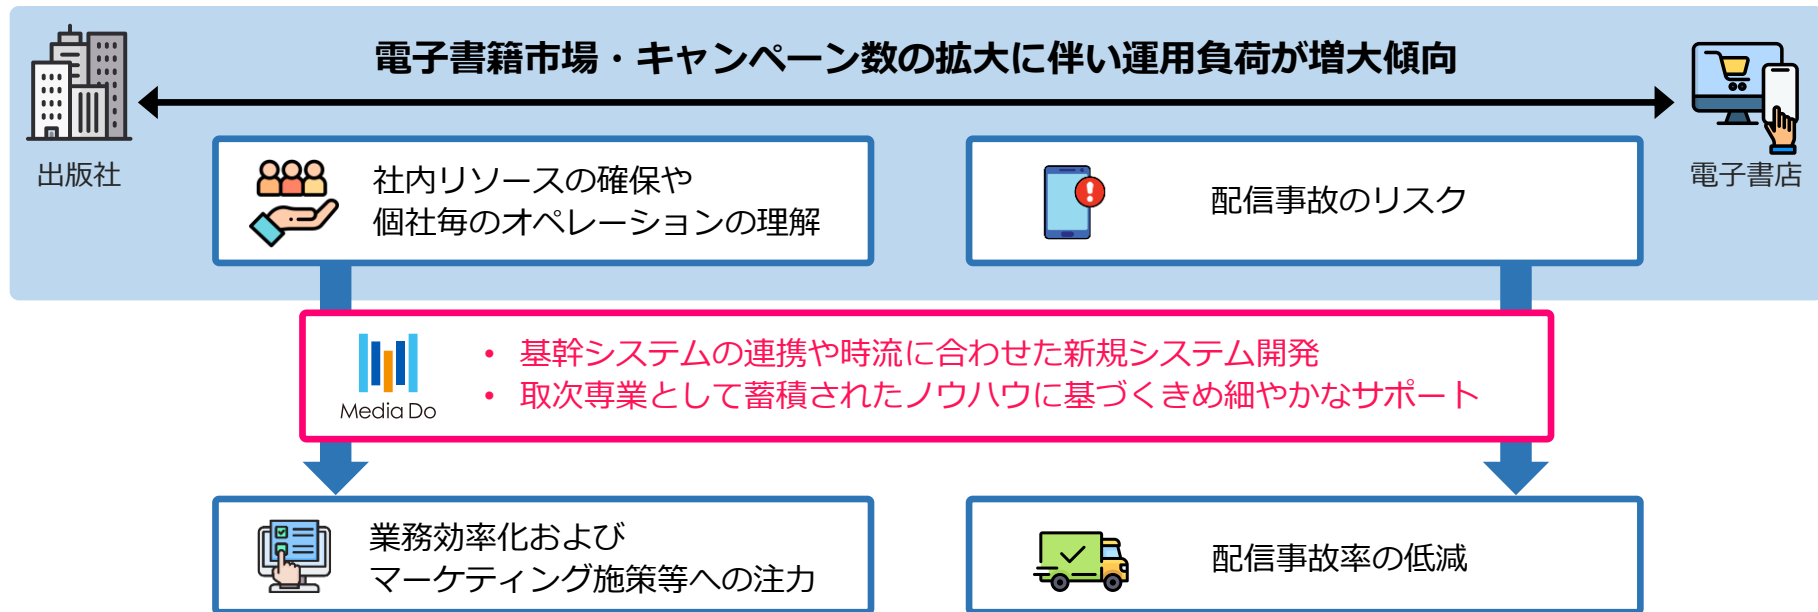 電子書籍市場・キャンペーン数の拡大に伴い運用負荷が増大傾向
出版社
電子書店
社内リソースの確保や
個社毎のオペレーションの理解
配信事故のリスク
Media Do
• 基幹システムの連携や時流に合わせた新規システム開発
• 取次専業として蓄積されたノウハウに基づくきめ細やかなサポート
業務効率化および
マーケティング施策等への注力
配信事故率の低減